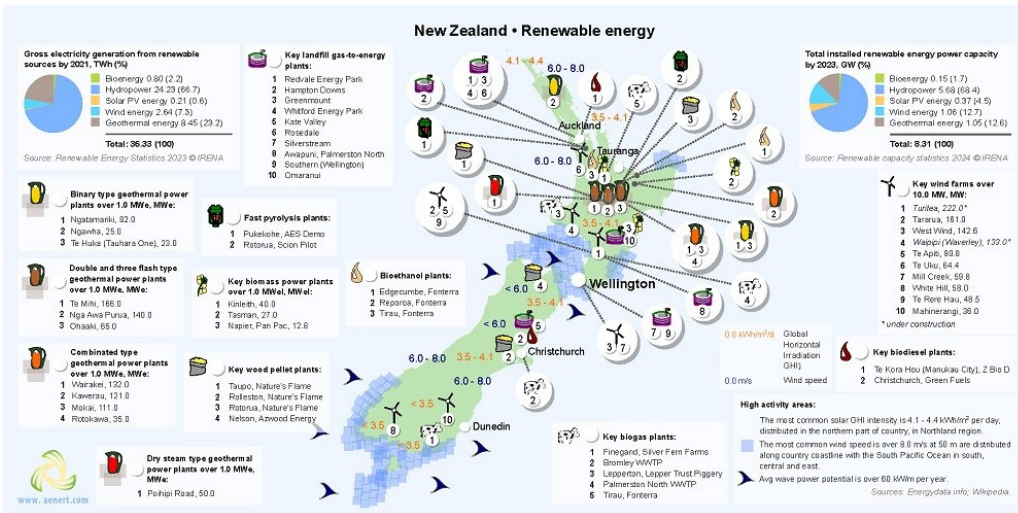 New Zealand • Renewable energy
Gross electricity generation from renewable
sources by 2021, TWh (%)
Bioenergy 0.80 (2.2)
Hydropower 24.23 (66.7)
Solar PV energy 0.21 (0.6)
Wind energy 2.64 (7.3)
Geothermal energy 8.45 (23.2)
Total: 36.33 (100)
Source: Renewable Energy Statistics 2023 © IRENA
Key landfill gas-to-energy
plants:
1 Redvale Energy Park
2 Hampton Downs
3 Greenmount
4 Whitford Energy Park
5 Kate Valley
6 Rosedale
7 Silverstream
8 Awapuni, Palmerston North
9 Southern (Wellington)
10 Omaranui
Total installed renewable energy power capacity
by 2023, GW (%)
Bioenergy 0.15 (1.7)
Hydropower 5.68 (68.4)
Solar PV energy 0.37 (4.5)
Wind energy 1.06 (12.7)
Geothermal energy 1.05 (12.6)
Total: 8.31 (100)
Source: Renewable capacity statistics 2024 © IRENA
Binary type geothermal power
plants over 1.0 MWe, MWe:
1 Ngatamariki, 82.0
2 Ngawha, 25.0
3 Te Huka (Tauhara One), 23.0
Fast pyrolysis plants:
1 Pukekohe, AES Demo
2 Rotorua, Scion Pilot
Double and three flash type
geothermal power plants
over 1.0 MWe, MWe:
1 Te Mihi, 166.0
2 Nga Awa Purua, 140.0
3 Ohaaki, 65.0
Key biomass power plants
over 1.0 MWel, MWel:
1 Kinleith, 40.0
2 Tasman, 27.0
3 Napier, Pan Pac, 12.8
Bioethanol plants:
1 Edgecumbe, Fonterra
2 Reporoa, Fonterra
3 Tirau, Fonterra
Combined type
geothermal power plants
over 1.0 MWe, MWe:
1 Wairakei, 132.0
2 Kawerau, 121.0
3 Mokai, 111.0
4 Rotokawa, 35.0
Key wood pellet plants:
1 Taupo, Nature's Flame
2 Rolleston, Nature's Flame
3 Rotorua, Nature's Flame
4 Nelson, Azwood Energy
Dry steam type geothermal
power plants over 1.0 MWe,
MWe:
1 Poihipi Road, 50.0
www.aenert.com
4.1 - 4.4
6.0 - 8.0
3.5 - 4.1
Auckland
Tauranga
6.0 - 8.0
3.5 - 4.1
Wellington
< 6.0
3.5 - 4.1
< 6.0
Christchurch
6.0 - 8.0
3.5 - 4.1
6.0 - 8.0
< 3.5
< 3.5
< 3.5
Dunedin
Key wind farms over
10.0 MW, MW:
1 Turitea, 222.0*
2 Tararua, 161.0
3 West Wind, 142.6
4 Waipipi (Waverley), 133.0*
5 Te Apiti, 90.8
6 Te Uku, 64.4
7 Mill Creek, 59.8
8 White Hill, 58.0
9 Te Rere Hau, 48.5
10 Mahinerangi, 36.0
* under construction
0.0 kWh/m²/d Global
Horizontal
Irradiation
GHI)
0.0 m/s Wind speed
Key biodiesel plants:
1 Te Kora Hou (Manukau City), Z Bio D
2 Christchurch, Green Fuels
Key biogas plants:
1 Finegand, Silver Fern Farms
2 Bromley WWTP
3 Lepperton, Lepper Trust Piggery
4 Palmerston North WWTP
5 Tirau, Fonterra
High activity areas:
The most common solar GHI intensity is 4.1 - 4.4 kWh/m² per day,
distributed in the northern part of country, in Northland region.
The most common wind speed is over 8.0 m/s at 50 m are distributed
along country coastline with the South Pacific Ocean in south,
central and east.
Avg wave power potential is over 60 kW/m per year.
Sources: Energydata info; Wikipedia.